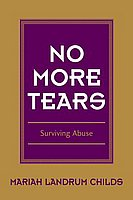 NO
MORE
TEARS
Surviving Abuse
MARIAH LANDRUM CHILDS